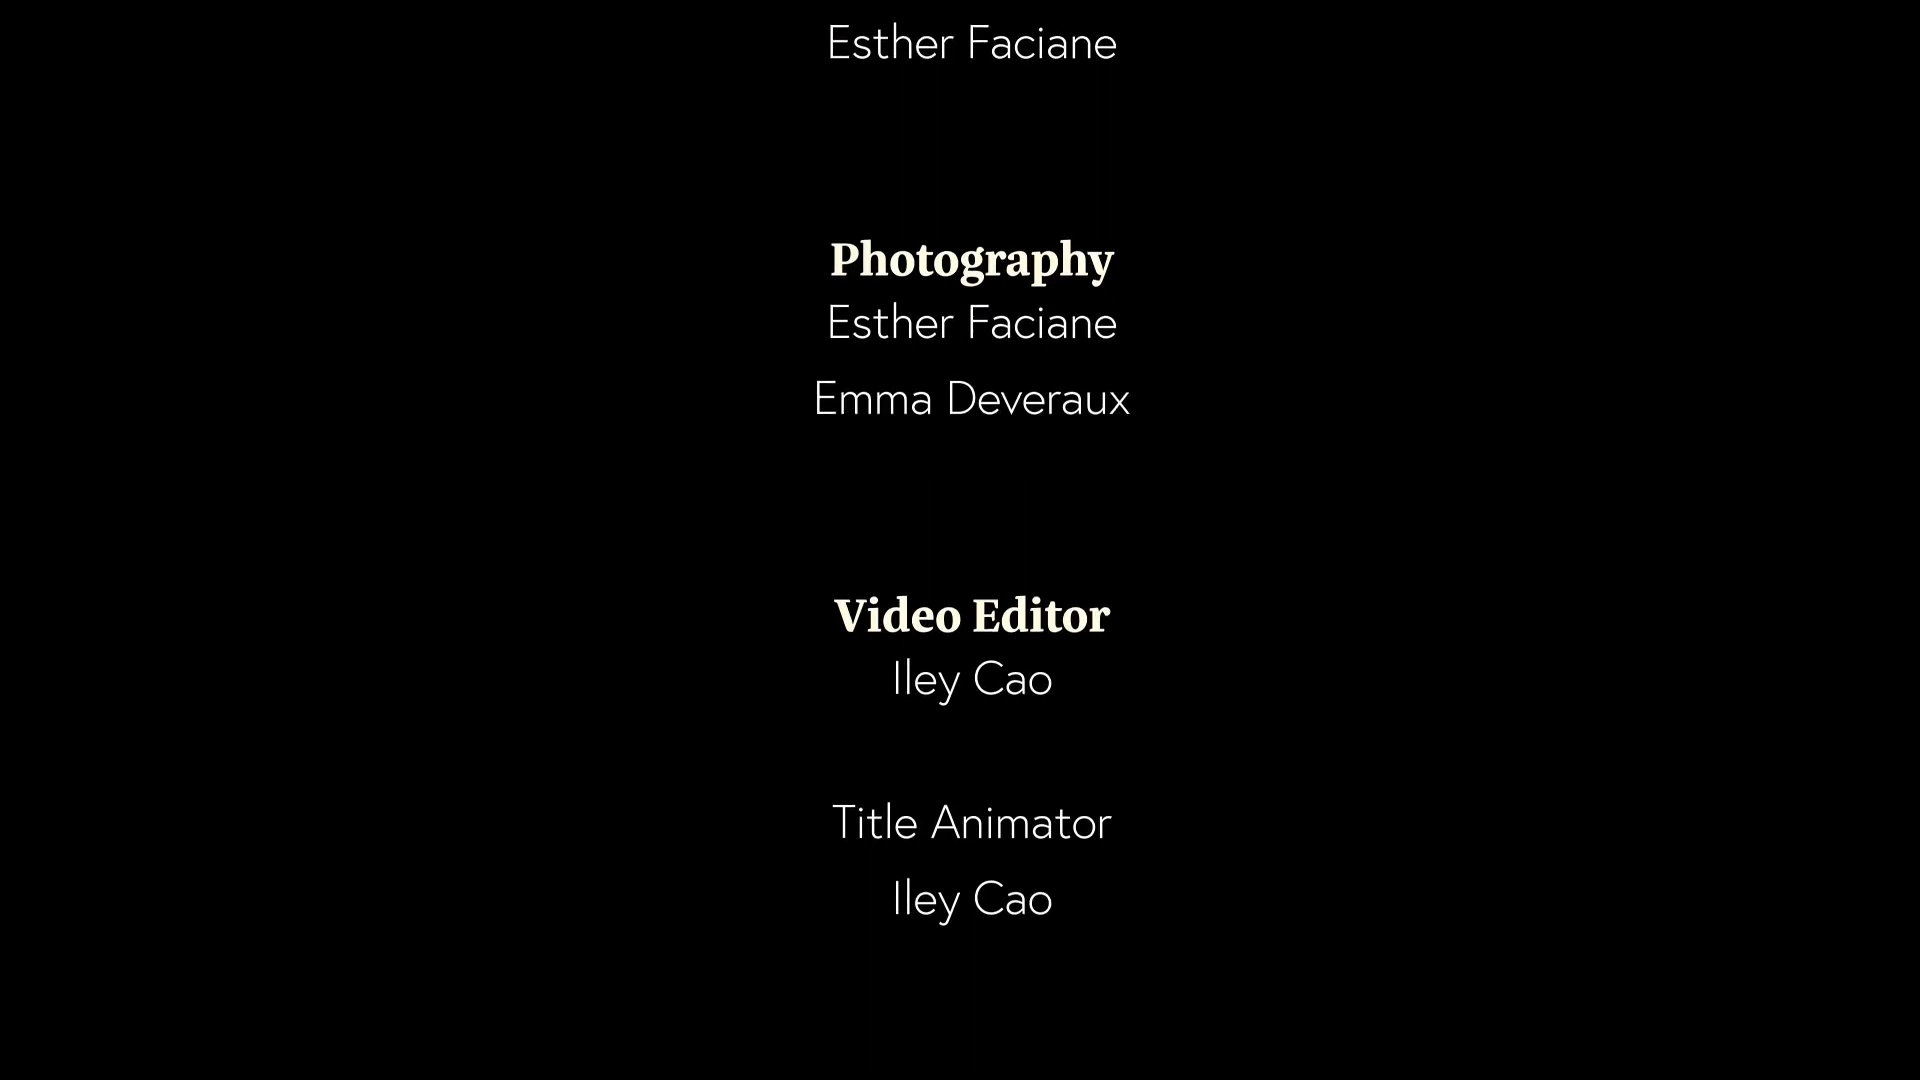 Esther Faciane
Photography
Esther Faciane
Emma Deveraux
Video Editor
Iley Cao
Title Animator
Iley Cao